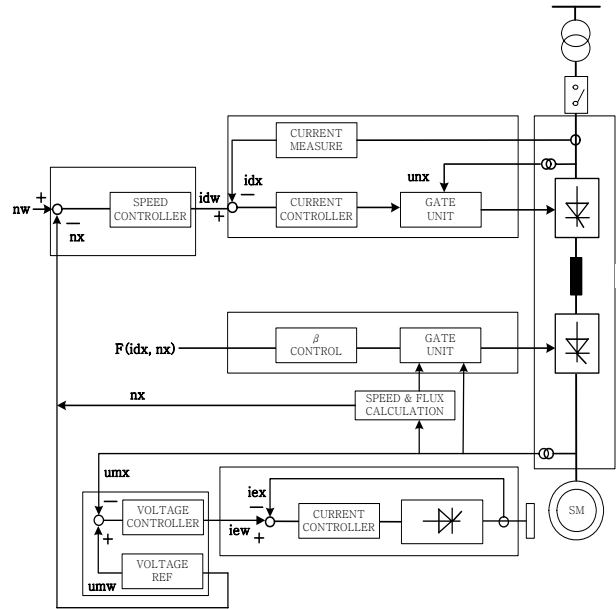 CURRENT
MEASURE
idx
−
unx
nw
+
−
nx
SPEED
CONTROLLER
idw
+
CURRENT
CONTROLLER
GATE
UNIT
F(idx, nx)
β
CONTROL
GATE
UNIT
nx
SPEED & FLUX
CALCULATION
umx
−
+
umw
VOLTAGE
CONTROLLER
VOLTAGE
REF
iew
iex
−
+
CURRENT
CONTROLLER
SM